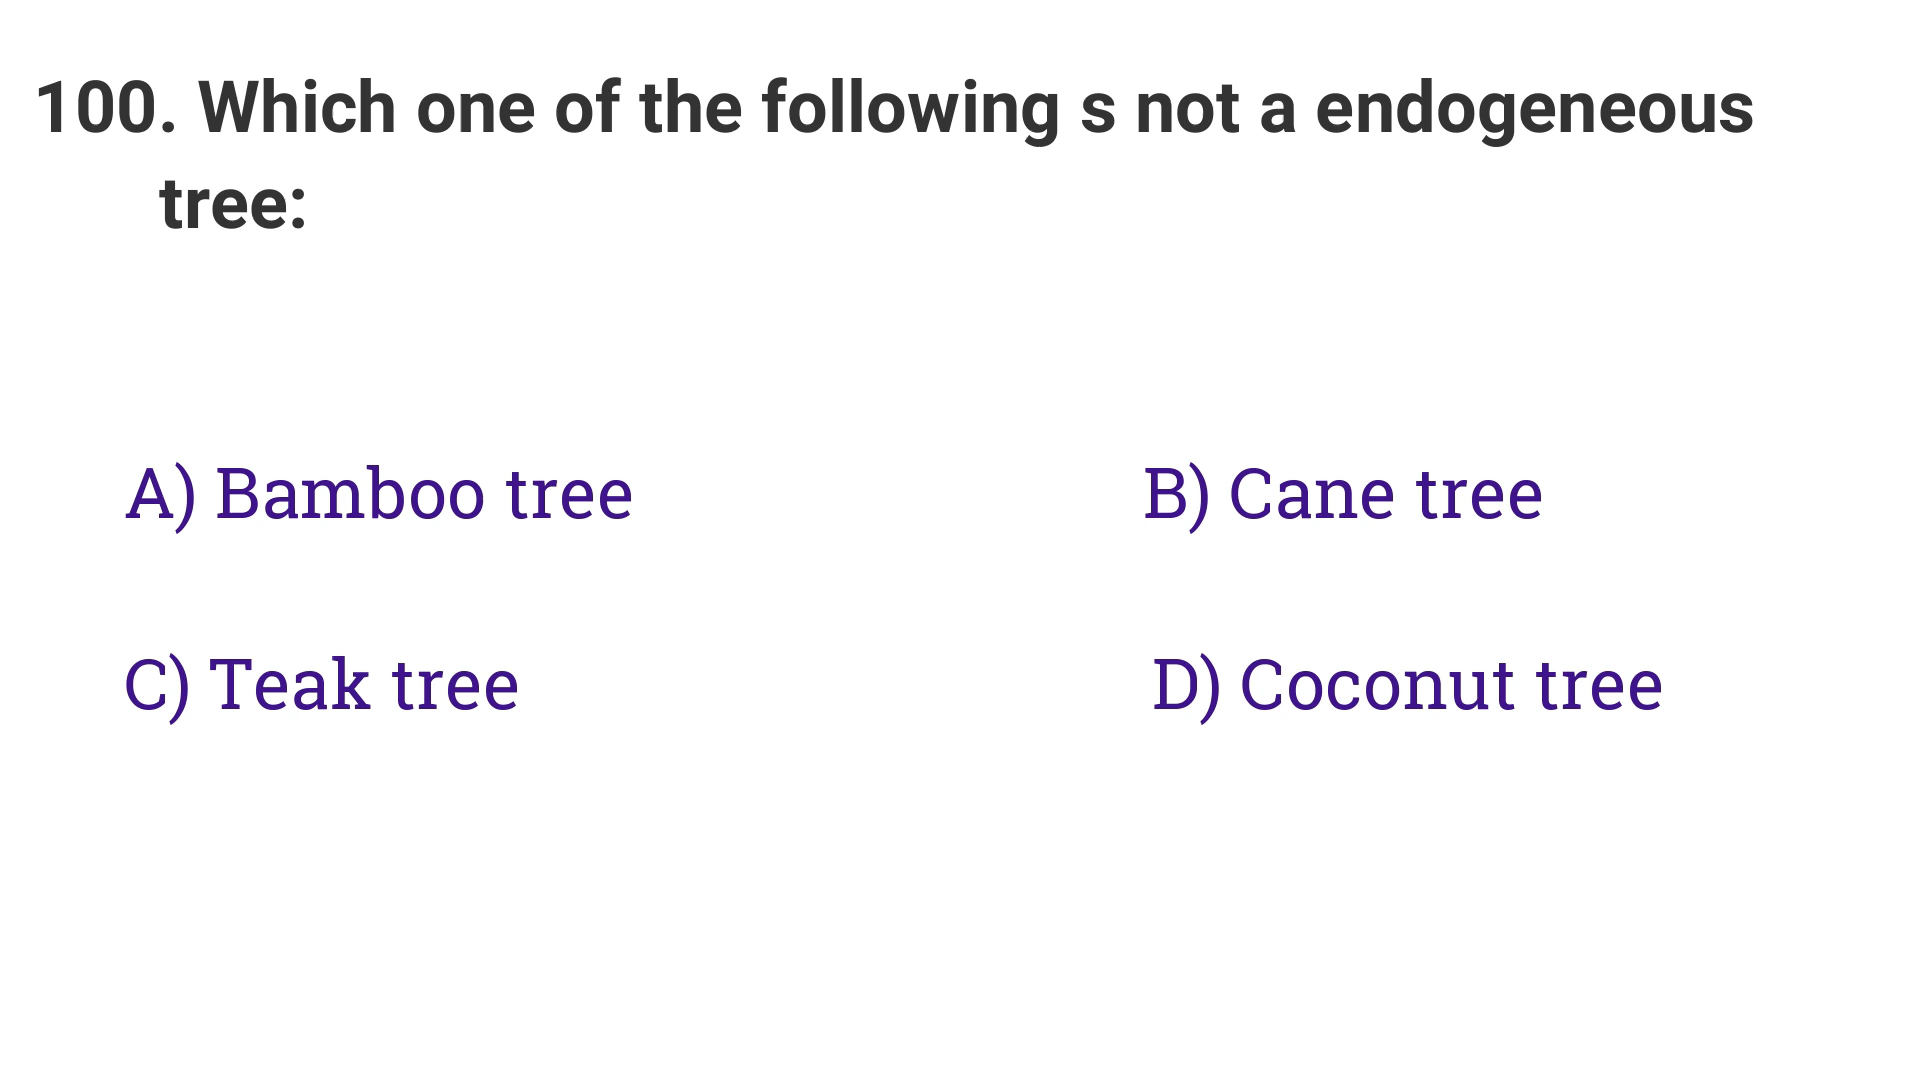 100. Which one of the following s not a endogeneous
tree:
A) Bamboo tree
B) Cane tree
C) Teak tree
D) Coconut tree